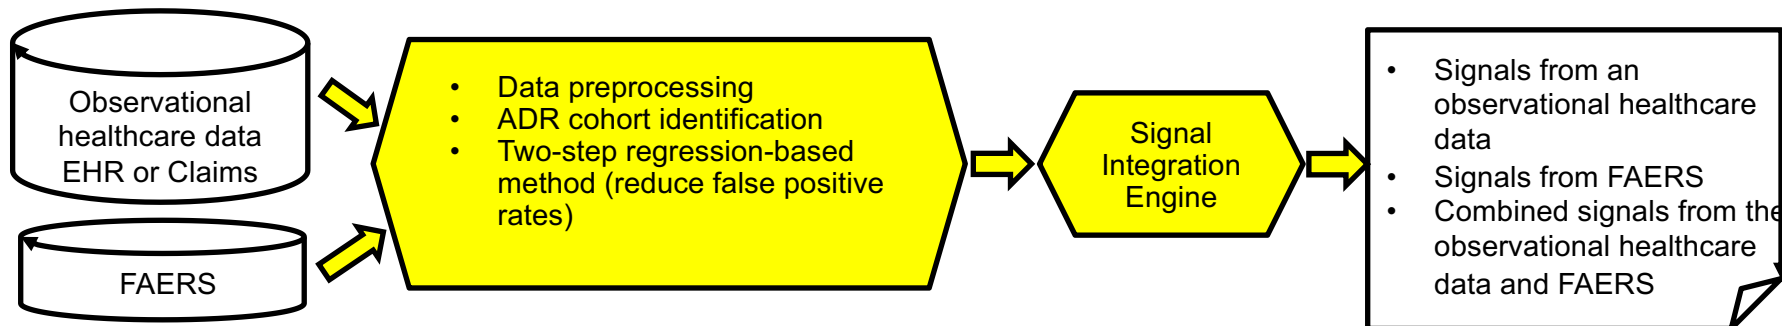 Observational
healthcare data
EHR or Claims
FAERS
• Data preprocessing
• ADR cohort identification
• Two-step regression-based
method (reduce false positive
rates)
Signal
Integration
Engine
• Signals from an
observational healthcare
data
• Signals from FAERS
• Combined signals from the
observational healthcare
data and FAERS